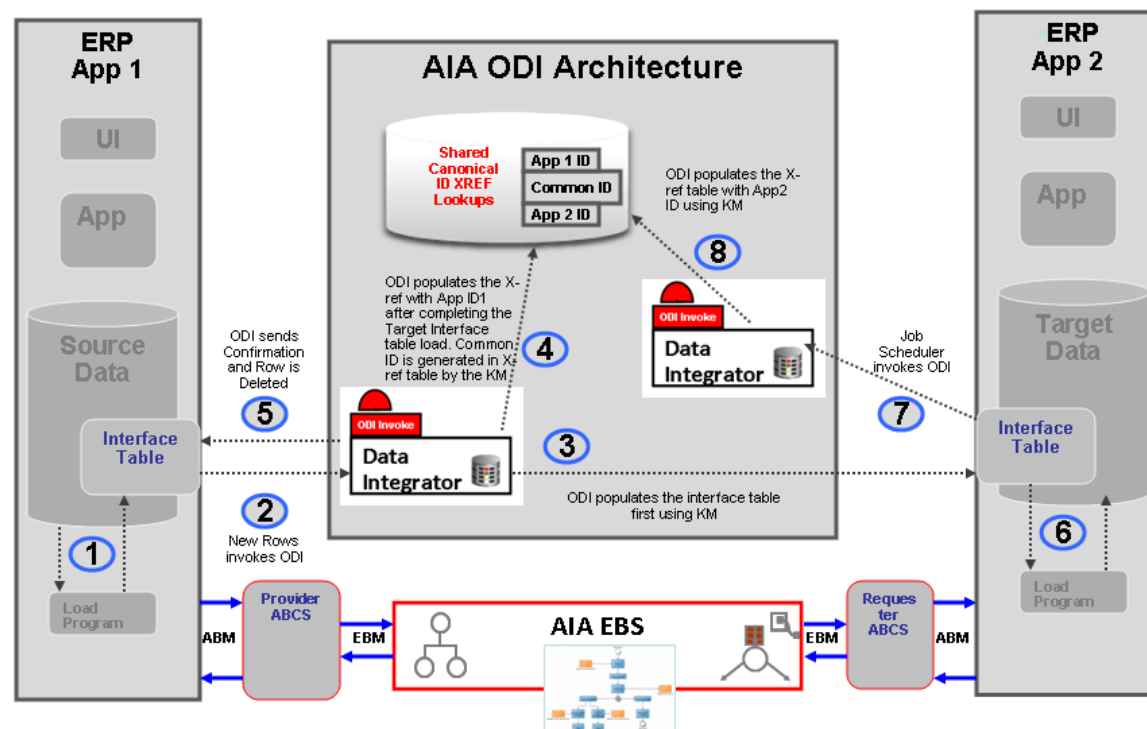 ERP
App 1
UI
App
Source
Data
Interface
Table
1
Load
Program
AIA ODI Architecture
Shared
Canonical
ID XREF
Lookups
App 1 ID
Common ID
App 2 ID
ODI populates the X-
ref table with App2
ID using KM
8
ODI populates the X-
ref with App ID1
after completing the
Target Interface
table load. Common
ID is generated in X-
ref table by the KM
4
ODI Invoke
Data
Integrator
ODI Invoke
Data
Integrator
ODI sends
Confirmation
and Row is
Deleted
5
2
New Rows
invokes ODI
3
ODI populates the interface table
first using KM
Job
Scheduler
invokes ODI
7
ERP
App 2
UI
App
Target
Data
Interface
Table
6
Load
Program
ABM
Provider
ABCS
EBM
AIA EBS
EBM
Reques
ter
ABCS
ABM